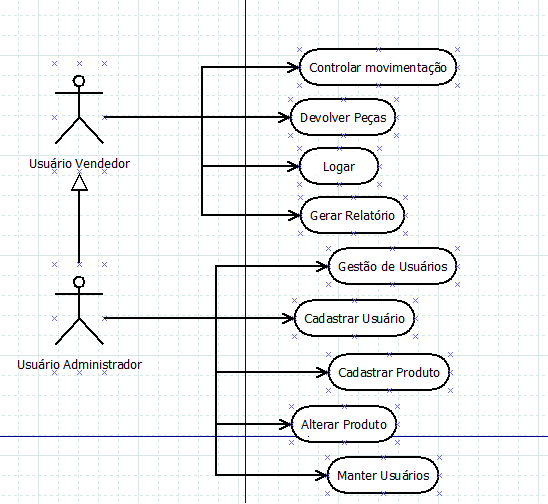 Controlar movimentação
Devolver Peças
Usuário Vendedor
Logar
Gerar Relatório
Gestão de Usuários
Cadastrar Usuário
Usuário Administrador
Cadastrar Produto
Alterar Produto
Manter Usuários